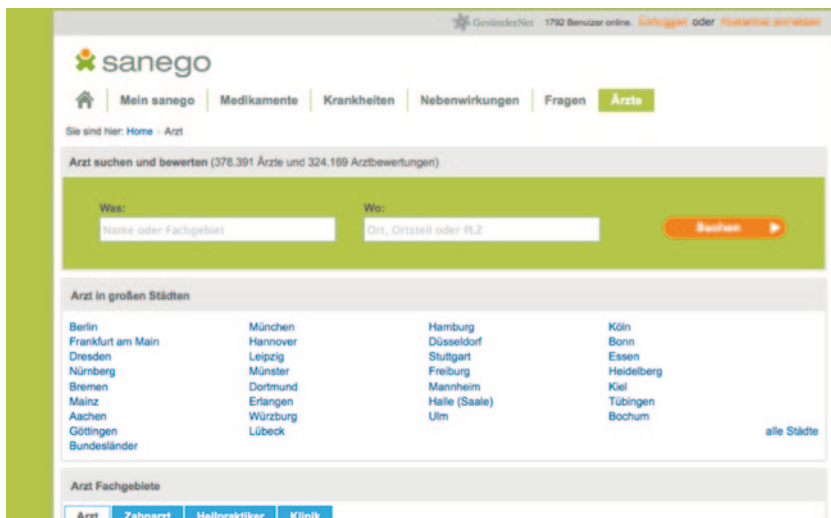 GesünderNet 1792 Benutzer online. Einloggen oder Kostenlos anmelden
sanego
Mein sanego Medikamente Krankheiten Nebenwirkungen Fragen Ärzte
Sie sind hier: Home › Arzt
Arzt suchen und bewerten (378.391 Ärzte und 324.169 Arztbewertungen)
Was: Wo:
Name oder Fachgebiet Ort, Ortsteil oder PLZ Suchen
Arzt in großen Städten
Berlin München Hamburg Köln
Frankfurt am Main Hannover Düsseldorf Bonn
Dresden Leipzig Stuttgart Essen
Nürnberg Münster Freiburg Heidelberg
Bremen Dortmund Mannheim Kiel
Mainz Erlangen Halle (Saale) Tübingen
Aachen Würzburg Ulm Bochum
Göttingen Lübeck alle Städte
Bundesländer
Arzt Fachgebiete
Arzt Zahnarzt Heilpraktiker Klinik